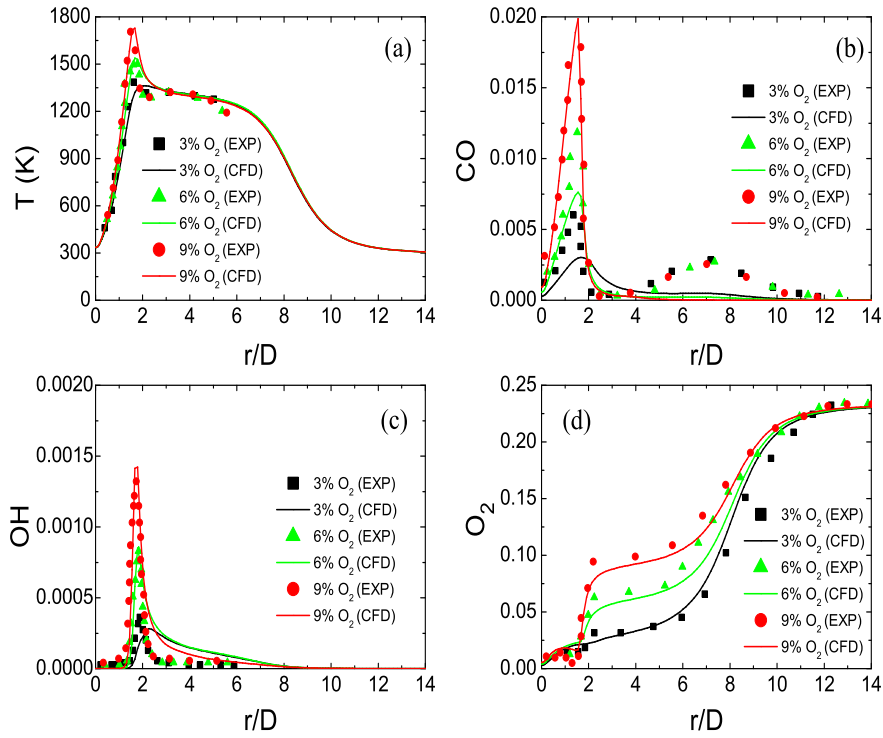 (a)
T (K)
1800
1500
1200
900
600
300
0
3% O2 (EXP)
3% O2 (CFD)
6% O2 (EXP)
6% O2 (CFD)
9% O2 (EXP)
9% O2 (CFD)
0 2 4 6 8 10 12 14
r/D
(b)
CO
0.020
0.015
0.010
0.005
0.000
3% O2 (EXP)
3% O2 (CFD)
6% O2 (EXP)
6% O2 (CFD)
9% O2 (EXP)
9% O2 (CFD)
0 2 4 6 8 10 12 14
r/D
(c)
OH
0.0020
0.0015
0.0010
0.0005
0.0000
3% O2 (EXP)
3% O2 (CFD)
6% O2 (EXP)
6% O2 (CFD)
9% O2 (EXP)
9% O2 (CFD)
0 2 4 6 8 10 12 14
r/D
(d)
O2
0.25
0.20
0.15
0.10
0.05
0.00
3% O2 (EXP)
3% O2 (CFD)
6% O2 (EXP)
6% O2 (CFD)
9% O2 (EXP)
9% O2 (CFD)
0 2 4 6 8 10 12 14
r/D